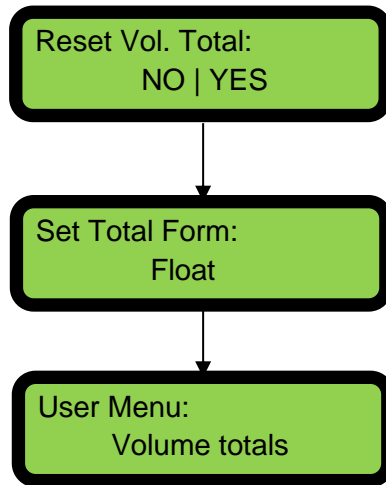 Reset Vol. Total:
NO | YES
Set Total Form:
Float
User Menu:
Volume totals